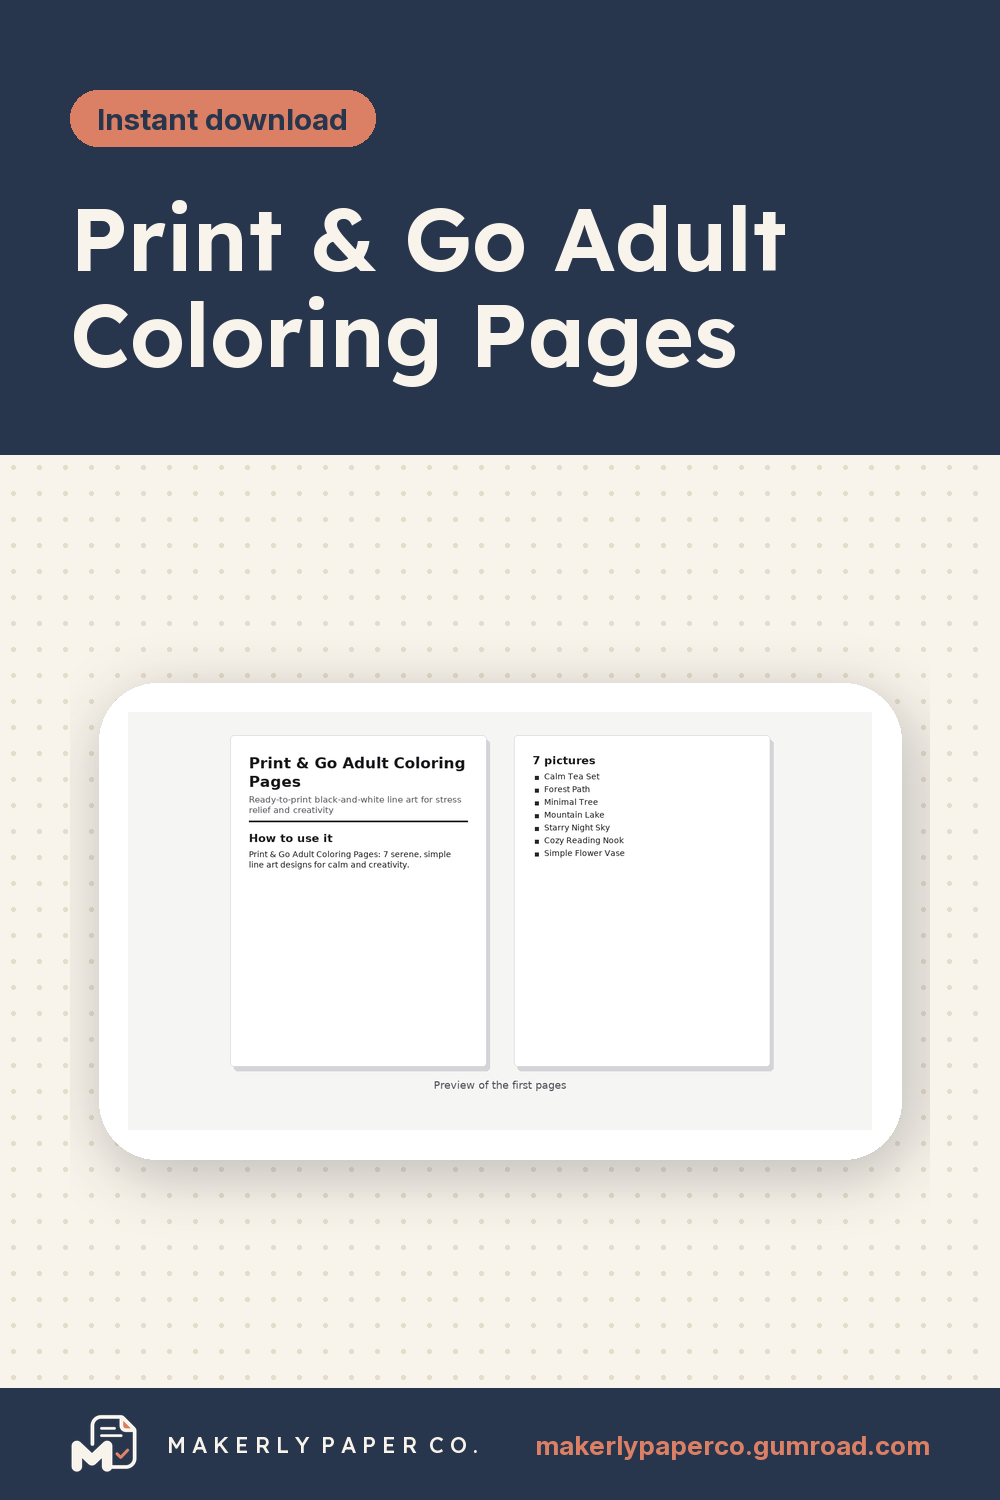 Instant download
Print & Go Adult
Coloring Pages
Print & Go Adult Coloring
Pages
Ready-to-print black-and-white line art for stress
relief and creativity
How to use it
Print & Go Adult Coloring Pages: 7 serene, simple
line art designs for calm and creativity.
7 pictures
▪ Calm Tea Set
▪ Forest Path
▪ Minimal Tree
▪ Mountain Lake
▪ Starry Night Sky
▪ Cozy Reading Nook
▪ Simple Flower Vase
Preview of the first pages
MAKERLY PAPER CO.
makerlypaperco.gumroad.com